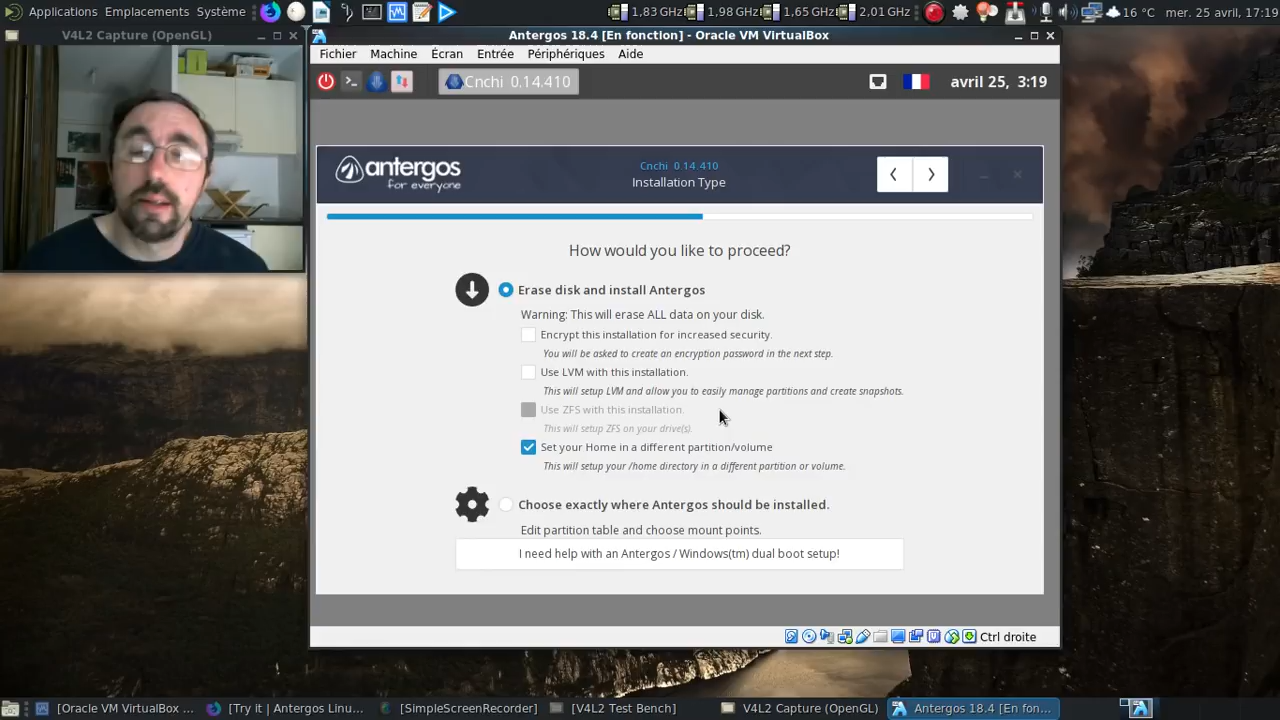 Applications Emplacements Système
1,83 GHz 1,98 GHz 1,65 GHz 2,01 GHz
16 °C mer. 25 avril, 17:19
V4L2 Capture (OpenGL)
Antergos 18.4 [En fonction] - Oracle VM VirtualBox
Fichier Machine Écran Entrée Périphériques Aide
Cnchi 0.14.410
avril 25, 3:19
antergos
for everyone
Cnchi 0.14.410
Installation Type
How would you like to proceed?
Erase disk and install Antergos
Warning: This will erase ALL data on your disk.
Encrypt this installation for increased security.
You will be asked to create an encryption password in the next step.
Use LVM with this installation.
This will setup LVM and allow you to easily manage partitions and create snapshots.
Use ZFS with this installation.
This will setup ZFS on your drive(s).
Set your Home in a different partition/volume
This will setup your /home directory in a different partition or volume.
Choose exactly where Antergos should be installed.
Edit partition table and choose mount points.
I need help with an Antergos / Windows(tm) dual boot setup!
Ctrl droite
[Oracle VM VirtualBox ... [Try it | Antergos Linu... [SimpleScreenRecorder] [V4L2 Test Bench] V4L2 Capture (OpenGL) Antergos 18.4 [En fon...